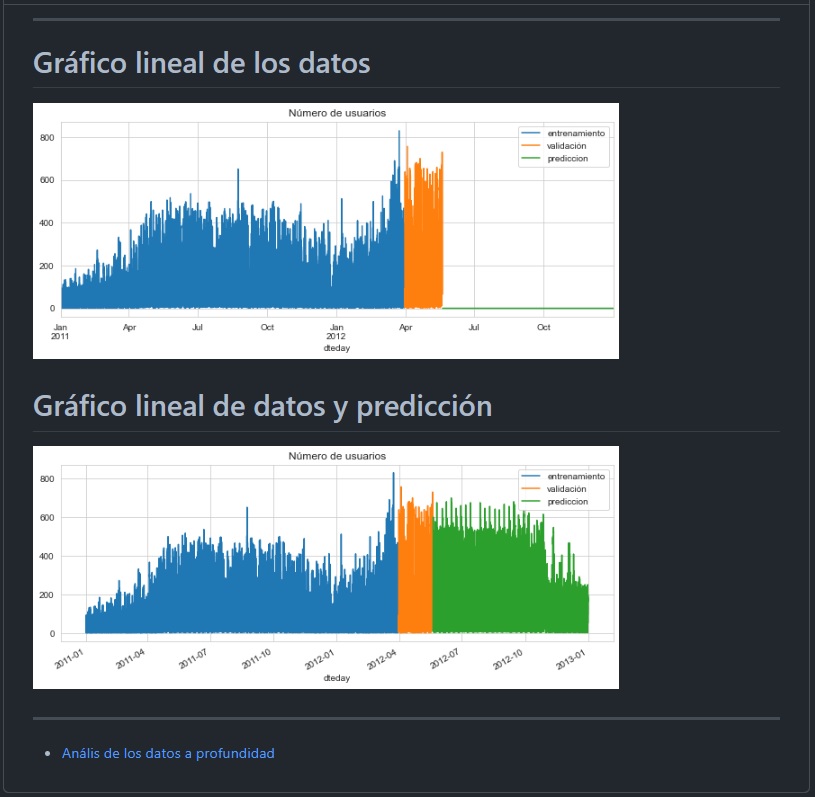 Gráfico lineal de los datos
Número de usuarios
entrenamiento
validación
prediccion
800
600
400
200
0
Jan Apr Jul Oct Jan Apr Jul Oct
2011 2012
dteday
Gráfico lineal de datos y predicción
Número de usuarios
entrenamiento
validación
prediccion
800
600
400
200
0
2011-01 2011-04 2011-07 2011-10 2012-01 2012-04 2012-07 2012-10 2013-01
dteday
Anális de los datos a profundidad